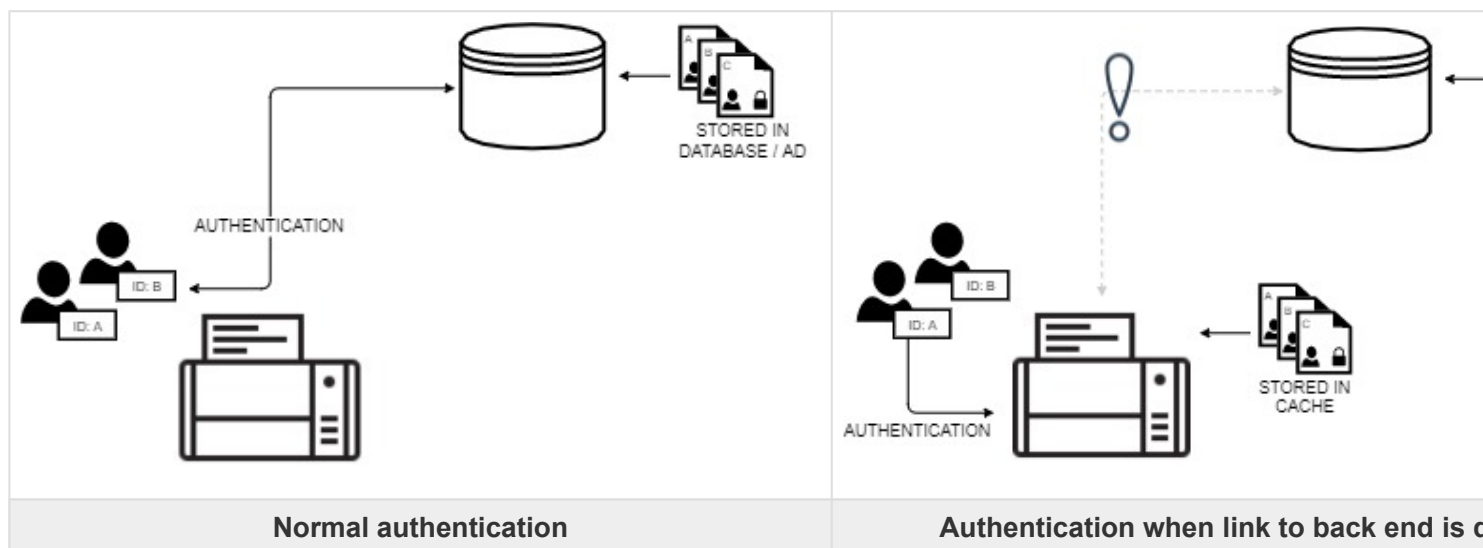 A
B
C
STORED IN
DATABASE / AD
AUTHENTICATION
ID: B
ID: A
Normal authentication
ID: B
ID: A
A
B
C
STORED IN
CACHE
AUTHENTICATION
Authentication when link to back end is